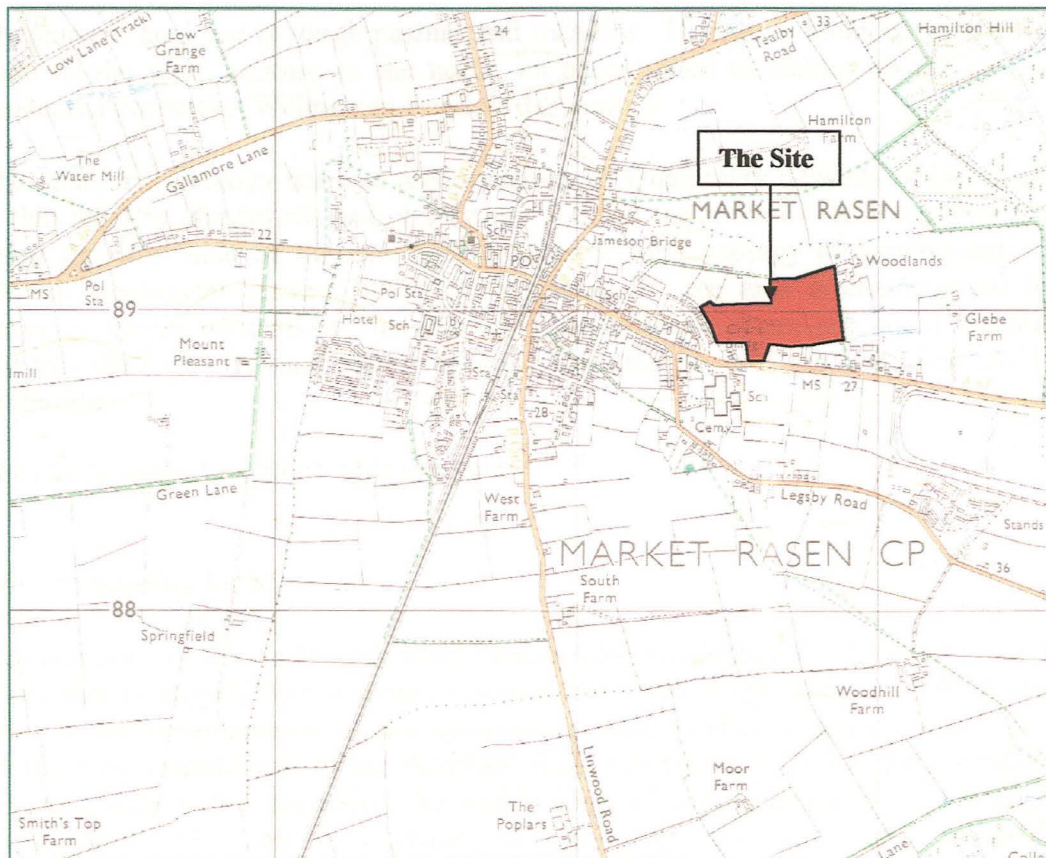 Low Lane (Track)
Low
Grange
Farm
24
33
Tealby
Road
Hamilton Hill
Hamilton
Farm
The Site
The
Water Mill
Gallamore Lane
MARKET RASEN
22
Sch
Jameson Bridge
PO
Woodlands
MS
Pol
Sta
Pol Sta
Sch
89
Hotel
Sch
Liby
Glebe
Farm
Mount
Pleasant
Sta
MS
27
Sch
28
Cemy
Green Lane
West
Farm
Legsby Road
Stands
MARKET RASEN CP
36
South
Farm
88
Springfield
Woodhill
Farm
Linwood Road
Moor
Farm
The
Poplars
Smith's Top
Farm
Lane